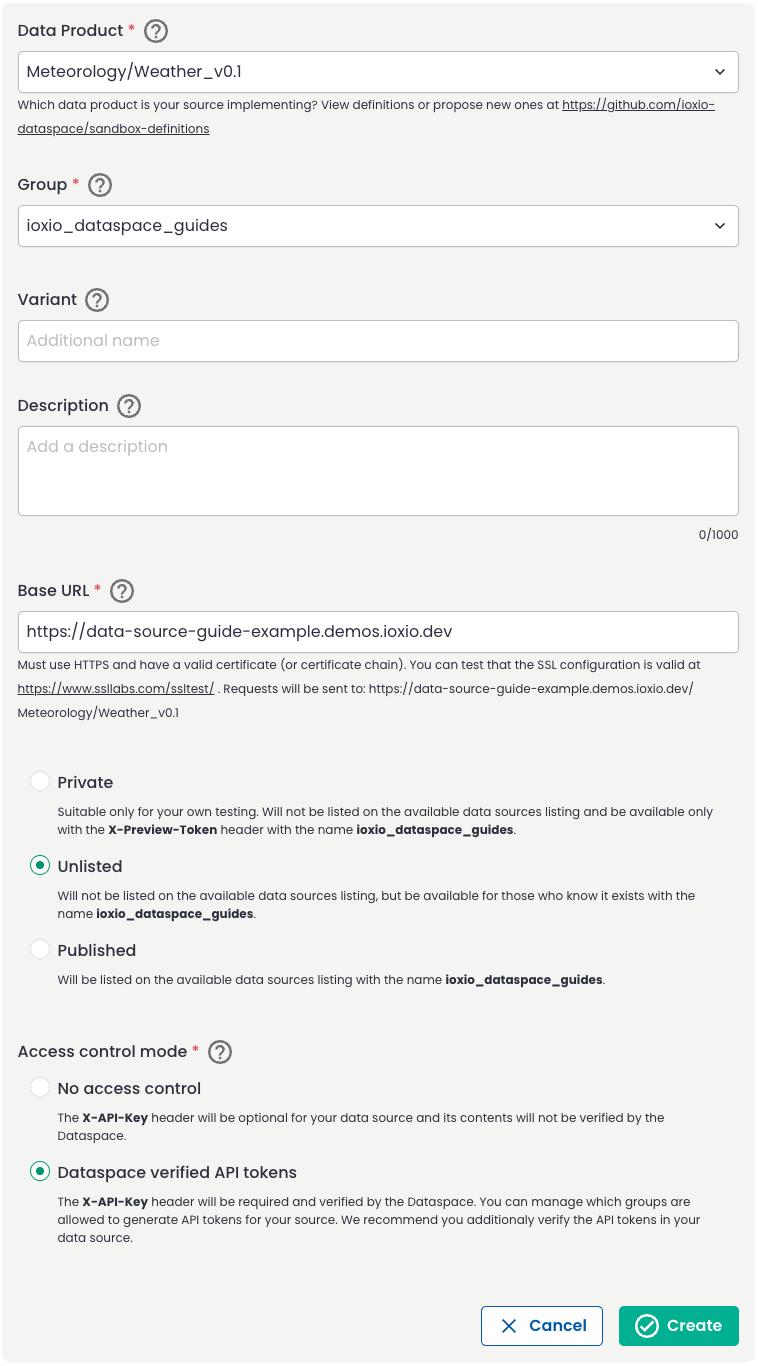 Data Product * ?
Meteorology/Weather_v0.1
Which data product is your source implementing? View definitions or propose new ones at https://github.com/ioxio-
dataspace/sandbox-definitions
Group * ?
ioxio_dataspace_guides
Variant ?
Additional name
Description ?
Add a description
0/1000
Base URL * ?
https://data-source-guide-example.demos.ioxio.dev
Must use HTTPS and have a valid certificate (or certificate chain). You can test that the SSL configuration is valid at
https://www.ssllabs.com/ssltest/ . Requests will be sent to: https://data-source-guide-example.demos.ioxio.dev/
Meteorology/Weather_v0.1
Private
Suitable only for your own testing. Will not be listed on the available data sources listing and be available only
with the X-Preview-Token header with the name ioxio_dataspace_guides.
Unlisted
Will not be listed on the available data sources listing, but be available for those who know it exists with the
name ioxio_dataspace_guides.
Published
Will be listed on the available data sources listing with the name ioxio_dataspace_guides.
Access control mode * ?
No access control
The X-API-Key header will be optional for your data source and its contents will not be verified by the
Dataspace.
Dataspace verified API tokens
The X-API-Key header will be required and verified by the Dataspace. You can manage which groups are
allowed to generate API tokens for your source. We recommend you additionaly verify the API tokens in your
data source.
Cancel
Create